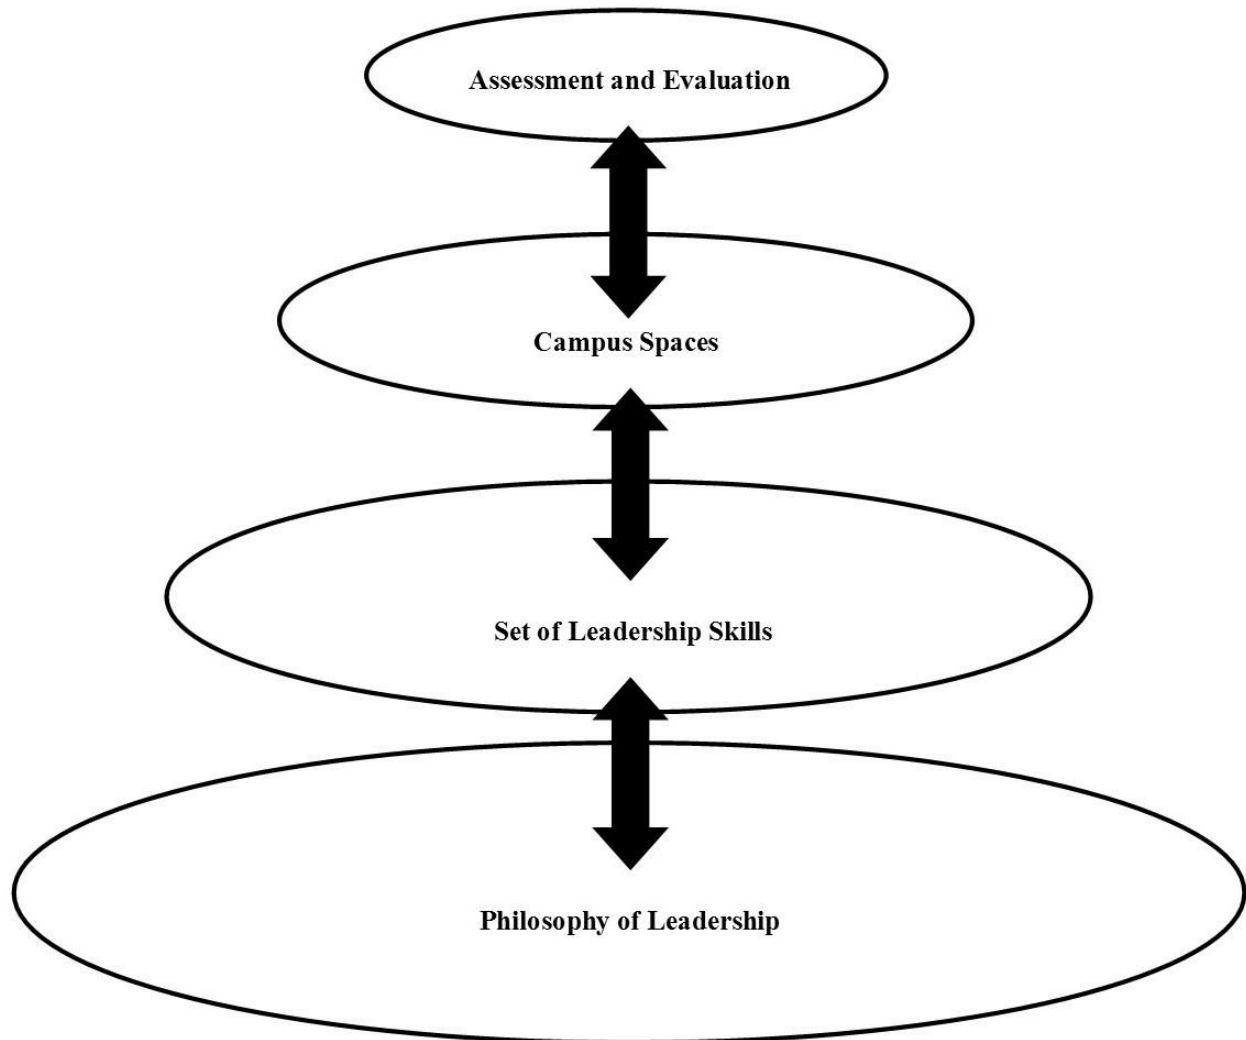 Assessment and Evaluation
Campus Spaces
Set of Leadership Skills
Philosophy of Leadership